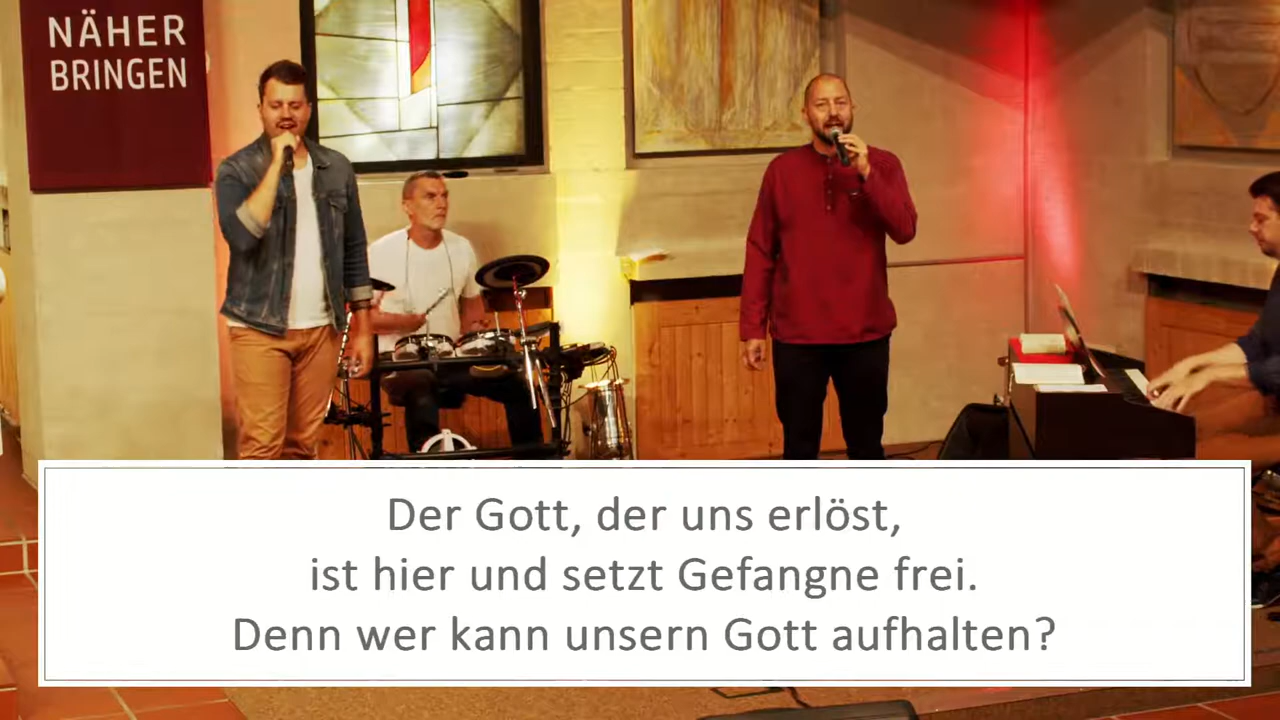 NÄHER
BRINGEN
Der Gott, der uns erlöst,
ist hier und setzt Gefangne frei.
Denn wer kann unsern Gott aufhalten?